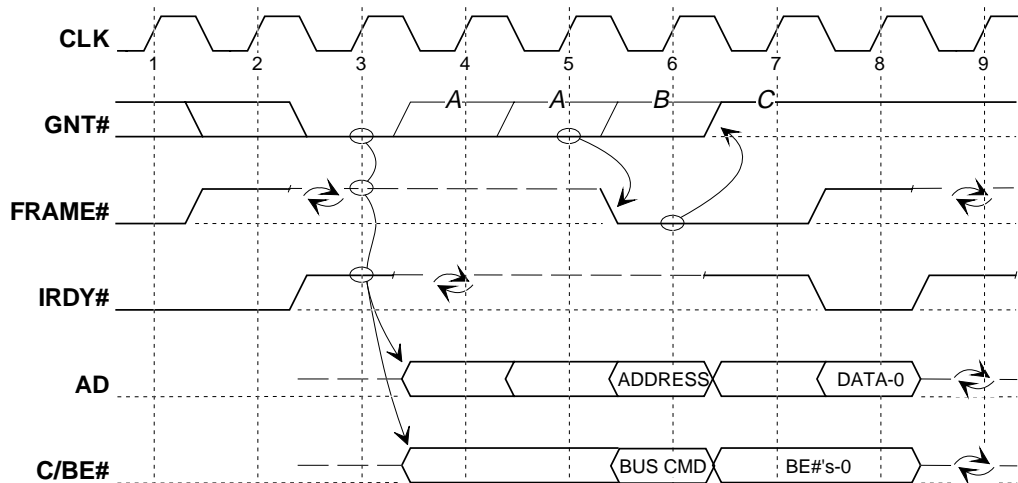 CLK
1 2 3 4 5 6 7 8 9
GNT#
A A B C
FRAME#
IRDY#
AD
ADDRESS DATA-0
C/BE#
BUS CMD BE#'s-0